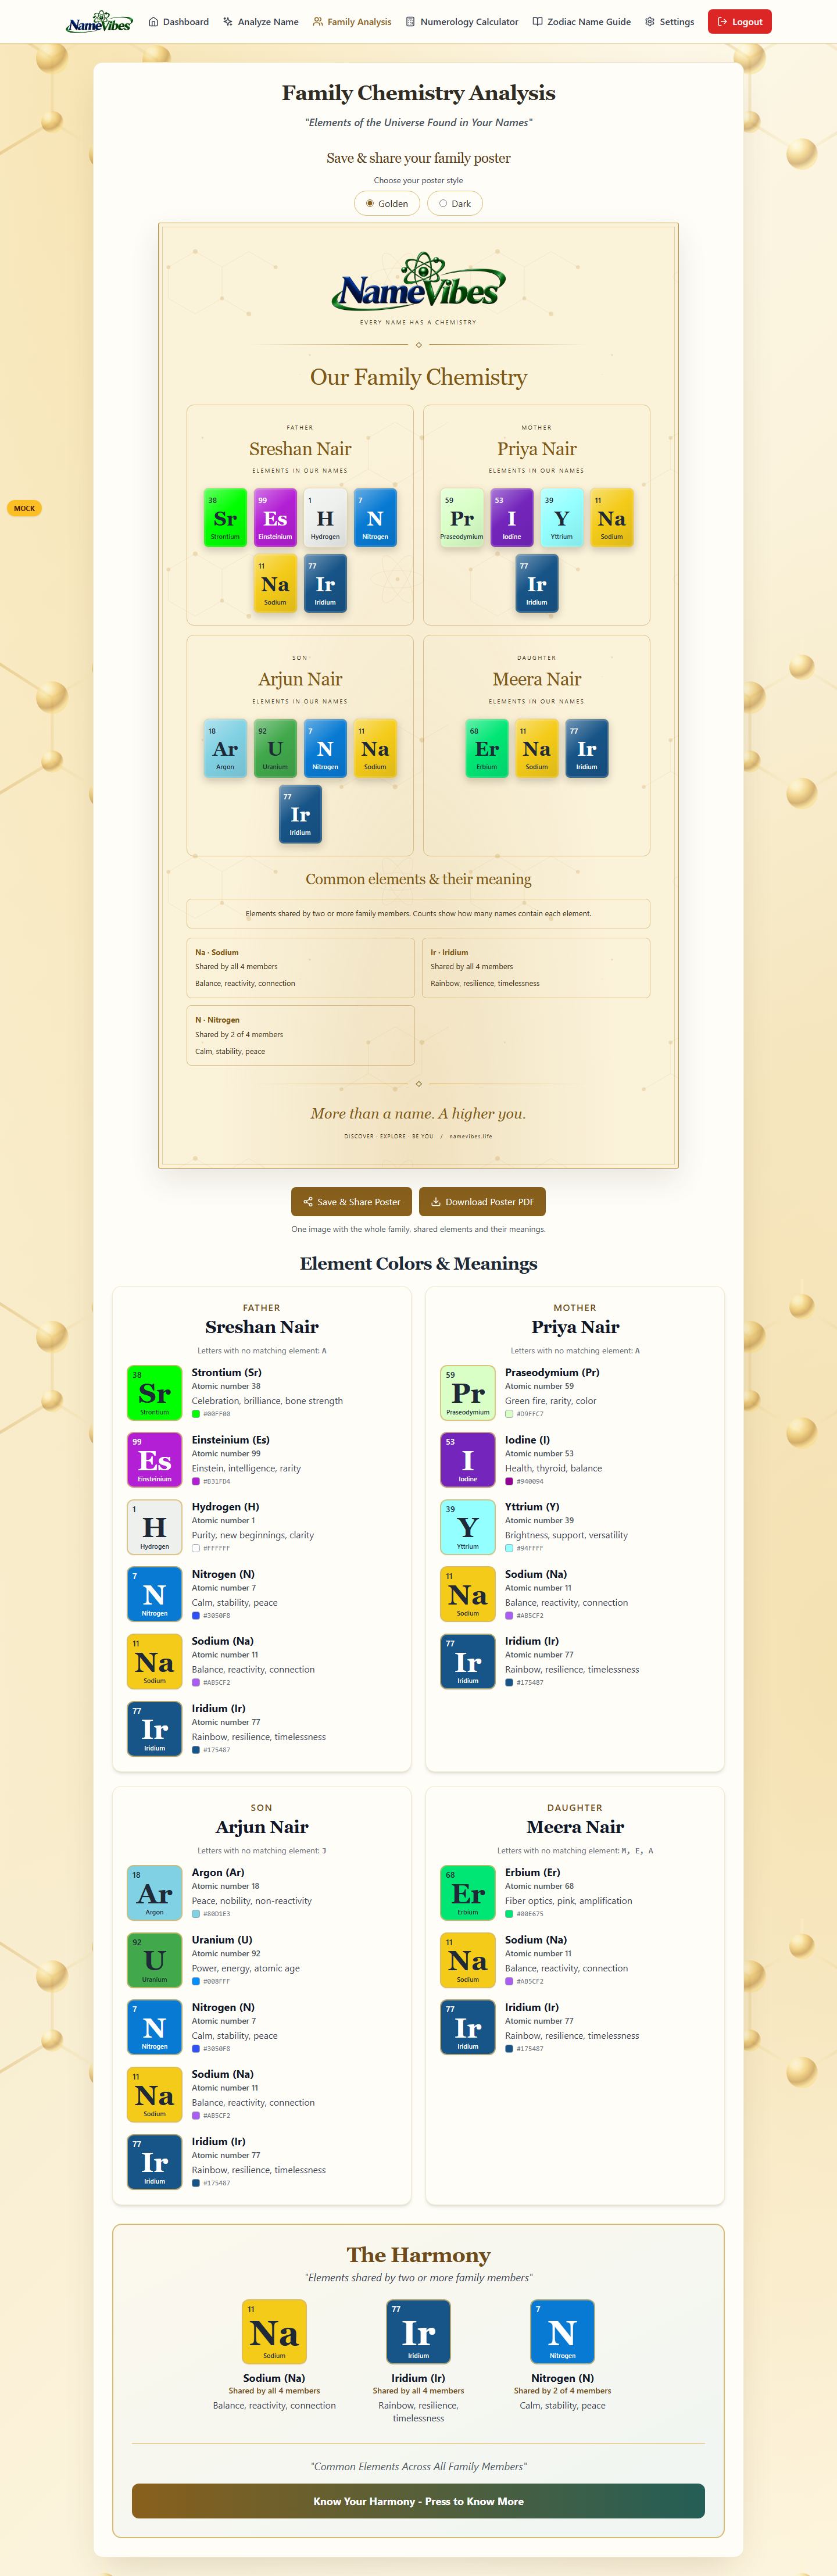 NameVibes
Dashboard
Analyze Name
Family Analysis
Numerology Calculator
Zodiac Name Guide
Settings
Logout
Family Chemistry Analysis
"Elements of the Universe Found in Your Names"
Save & share your family poster
Choose your poster style
Golden
Dark
NameVibes
EVERY NAME HAS A CHEMISTRY
Our Family Chemistry
FATHER
Sreshan Nair
ELEMENTS IN OUR NAMES
38
Sr
Strontium
99
Es
Einsteinium
1
H
Hydrogen
7
N
Nitrogen
11
Na
Sodium
77
Ir
Iridium
MOTHER
Priya Nair
ELEMENTS IN OUR NAMES
59
Pr
Praseodymium
53
I
Iodine
39
Y
Yttrium
11
Na
Sodium
77
Ir
Iridium
MOCK
SON
Arjun Nair
ELEMENTS IN OUR NAMES
18
Ar
Argon
92
U
Uranium
7
N
Nitrogen
11
Na
Sodium
77
Ir
Iridium
DAUGHTER
Meera Nair
ELEMENTS IN OUR NAMES
68
Er
Erbium
11
Na
Sodium
77
Ir
Iridium
Common elements & their meaning
Elements shared by two or more family members. Counts show how many names contain each element.
Na · Sodium
Shared by all 4 members
Balance, reactivity, connection
Ir · Iridium
Shared by all 4 members
Rainbow, resilience, timelessness
N · Nitrogen
Shared by 2 of 4 members
Calm, stability, peace
More than a name. A higher you.
DISCOVER · EXPLORE · BE YOU / namevibes.life
Save & Share Poster
Download Poster PDF
One image with the whole family, shared elements and their meanings.
Element Colors & Meanings
FATHER
Sreshan Nair
Letters with no matching element: A
38
Sr
Strontium
Strontium (Sr)
Atomic number 38
Celebration, brilliance, bone strength
#00FF00
99
Es
Einsteinium
Einsteinium (Es)
Atomic number 99
Einstein, intelligence, rarity
#B31FD4
1
H
Hydrogen
Hydrogen (H)
Atomic number 1
Purity, new beginnings, clarity
#FFFFFF
7
N
Nitrogen
Nitrogen (N)
Atomic number 7
Calm, stability, peace
#3050F8
11
Na
Sodium
Sodium (Na)
Atomic number 11
Balance, reactivity, connection
#AB5CF2
77
Ir
Iridium
Iridium (Ir)
Atomic number 77
Rainbow, resilience, timelessness
#175487
MOTHER
Priya Nair
Letters with no matching element: A
59
Pr
Praseodymium
Praseodymium (Pr)
Atomic number 59
Green fire, rarity, color
#D9FFC7
53
I
Iodine
Iodine (I)
Atomic number 53
Health, thyroid, balance
#940094
39
Y
Yttrium
Yttrium (Y)
Atomic number 39
Brightness, support, versatility
#94FFFF
11
Na
Sodium
Sodium (Na)
Atomic number 11
Balance, reactivity, connection
#AB5CF2
77
Ir
Iridium
Iridium (Ir)
Atomic number 77
Rainbow, resilience, timelessness
#175487
SON
Arjun Nair
Letters with no matching element: J
18
Ar
Argon
Argon (Ar)
Atomic number 18
Peace, nobility, non-reactivity
#80D1E3
92
U
Uranium
Uranium (U)
Atomic number 92
Power, energy, atomic age
#008FFF
7
N
Nitrogen
Nitrogen (N)
Atomic number 7
Calm, stability, peace
#3050F8
11
Na
Sodium
Sodium (Na)
Atomic number 11
Balance, reactivity, connection
#AB5CF2
77
Ir
Iridium
Iridium (Ir)
Atomic number 77
Rainbow, resilience, timelessness
#175487
DAUGHTER
Meera Nair
Letters with no matching element: M, E, A
68
Er
Erbium
Erbium (Er)
Atomic number 68
Fiber optics, pink, amplification
#00E675
11
Na
Sodium
Sodium (Na)
Atomic number 11
Balance, reactivity, connection
#AB5CF2
77
Ir
Iridium
Iridium (Ir)
Atomic number 77
Rainbow, resilience, timelessness
#175487
The Harmony
"Elements shared by two or more family members"
11
Na
Sodium
Sodium (Na)
Shared by all 4 members
Balance, reactivity, connection
77
Ir
Iridium
Iridium (Ir)
Shared by all 4 members
Rainbow, resilience,
timelessness
7
N
Nitrogen
Nitrogen (N)
Shared by 2 of 4 members
Calm, stability, peace
"Common Elements Across All Family Members"
Know Your Harmony - Press to Know More